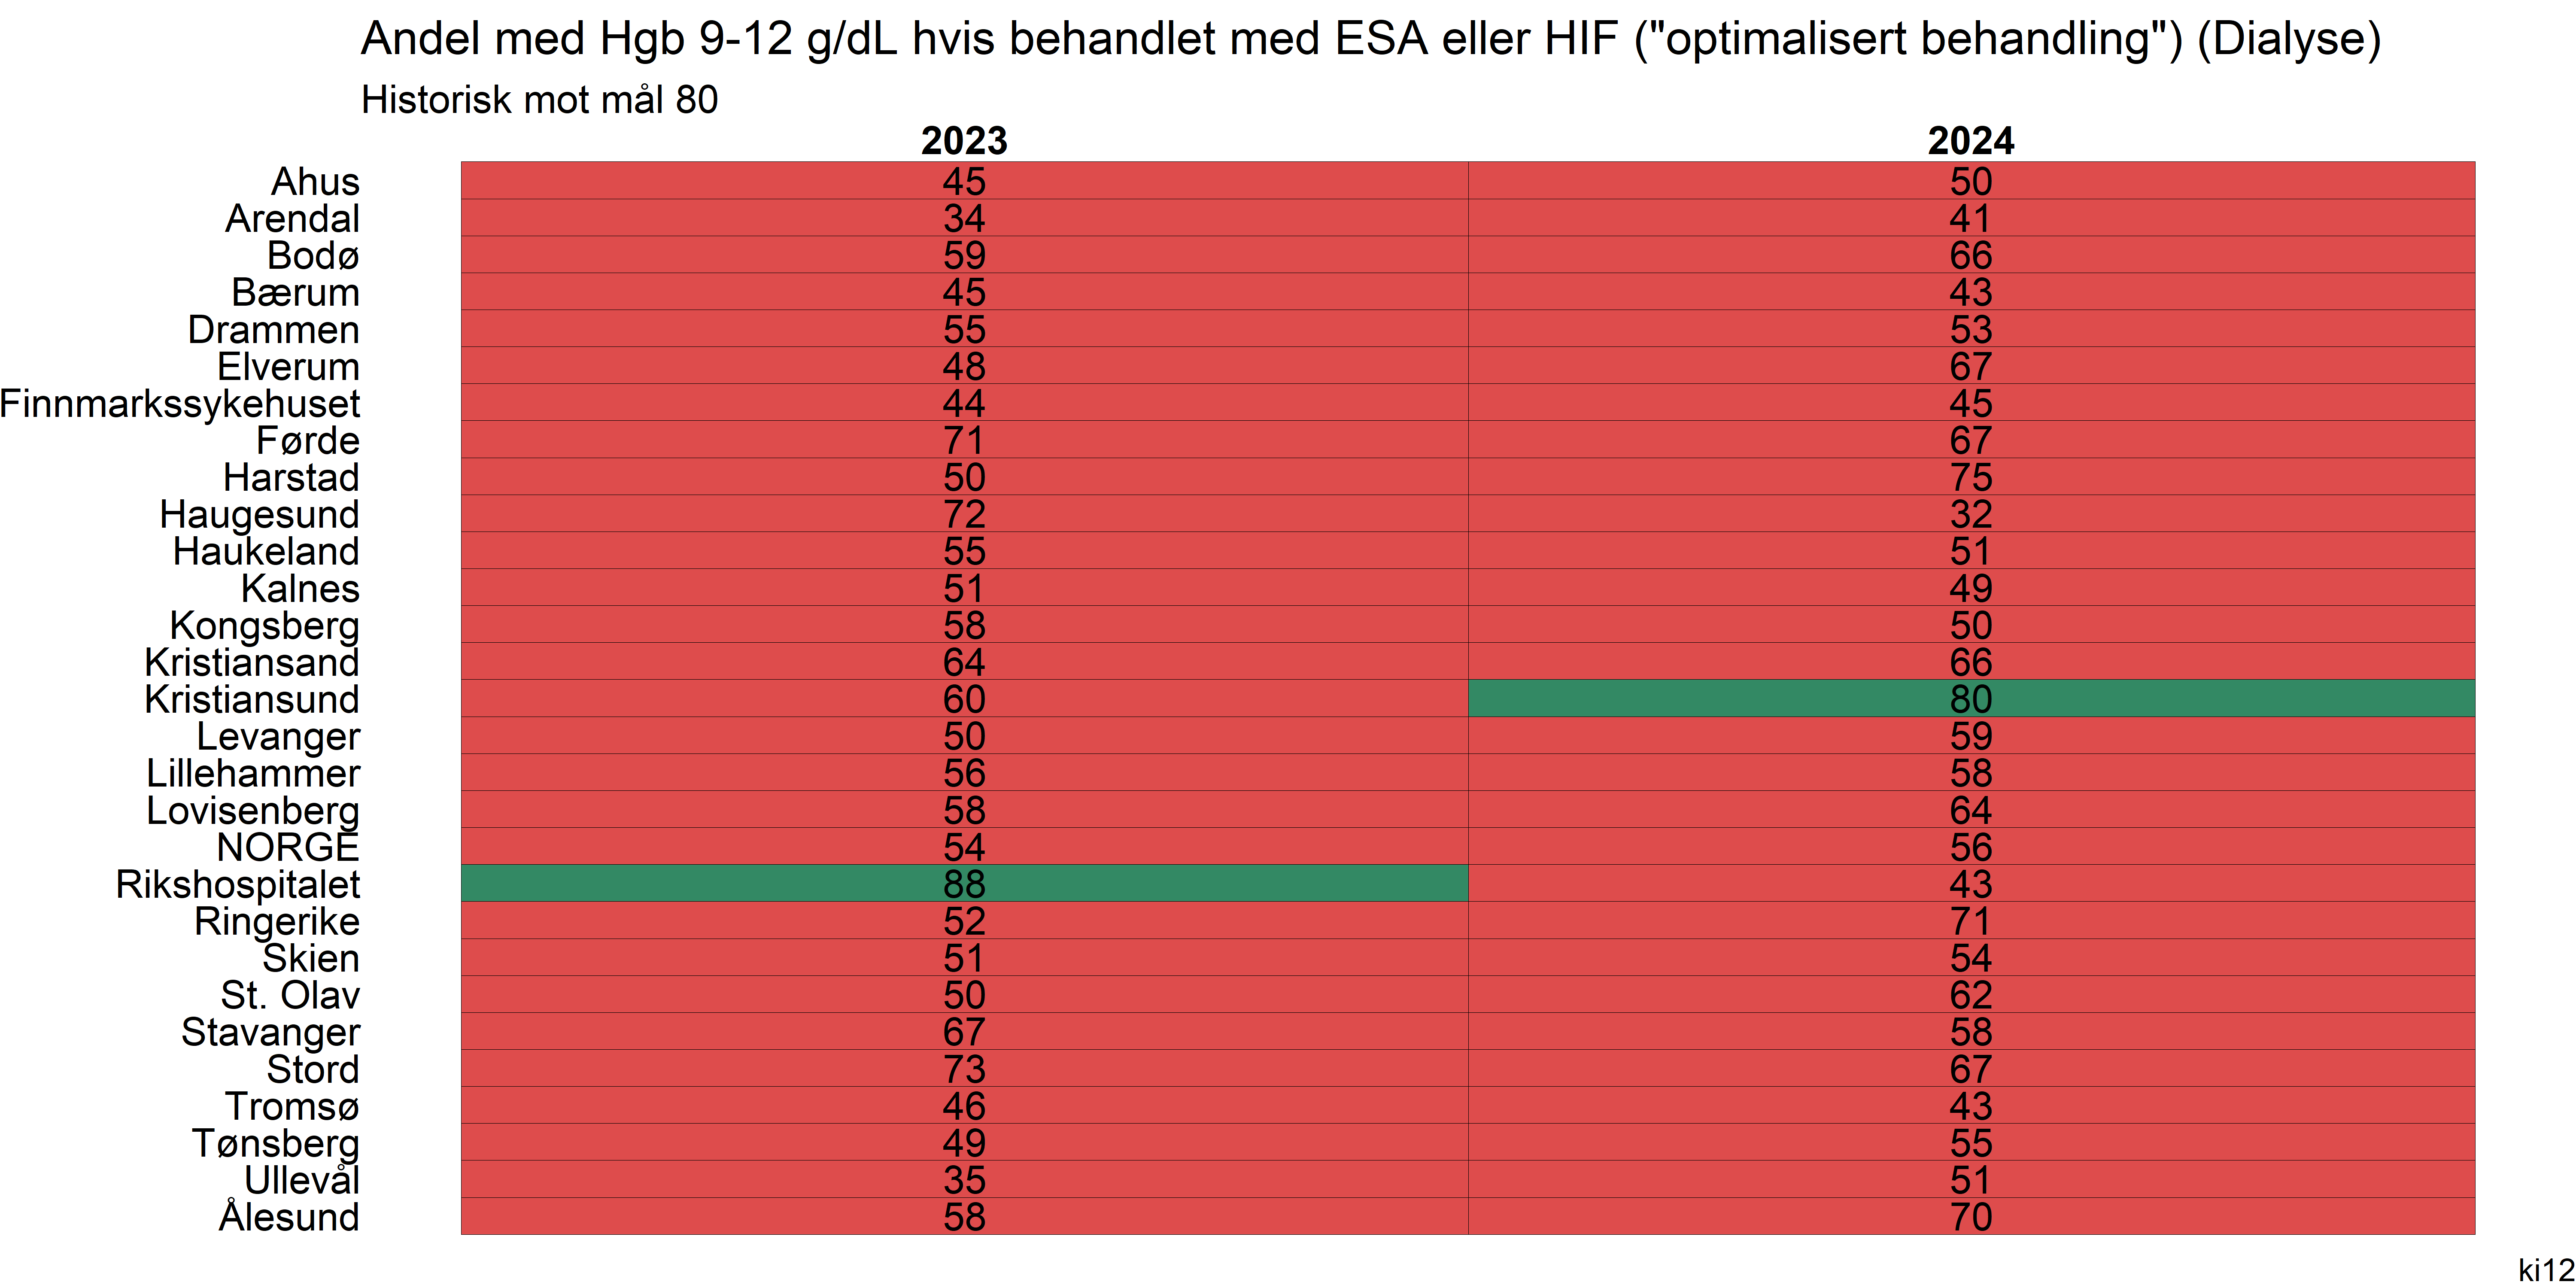 Andel med Hgb 9-12 g/dL hvis behandlet med ESA eller HIF ("optimalisert behandling") (Dialyse)
Historisk mot mål 80
2023 2024
Ahus 45 50
Arendal 34 41
Bodø 59 66
Bærum 45 43
Drammen 55 53
Elverum 48 67
Finnmarkssykehuset 44 45
Førde 71 67
Harstad 50 75
Haugesund 72 32
Haukeland 55 51
Kalnes 51 49
Kongsberg 58 50
Kristiansand 64 66
Kristiansund 60 80
Levanger 50 59
Lillehammer 56 58
Lovisenberg 58 64
NORGE 54 56
Rikshospitalet 88 43
Ringerike 52 71
Skien 51 54
St. Olav 50 62
Stavanger 67 58
Stord 73 67
Tromsø 46 43
Tønsberg 49 55
Ullevål 35 51
Ålesund 58 70
ki12